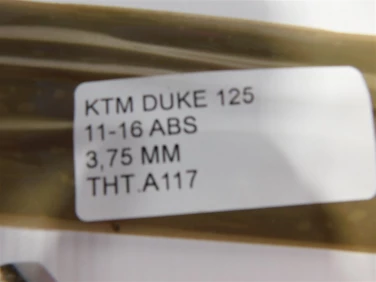 KTM DUKE 125
11-16 ABS
3,75 MM
THT.A117